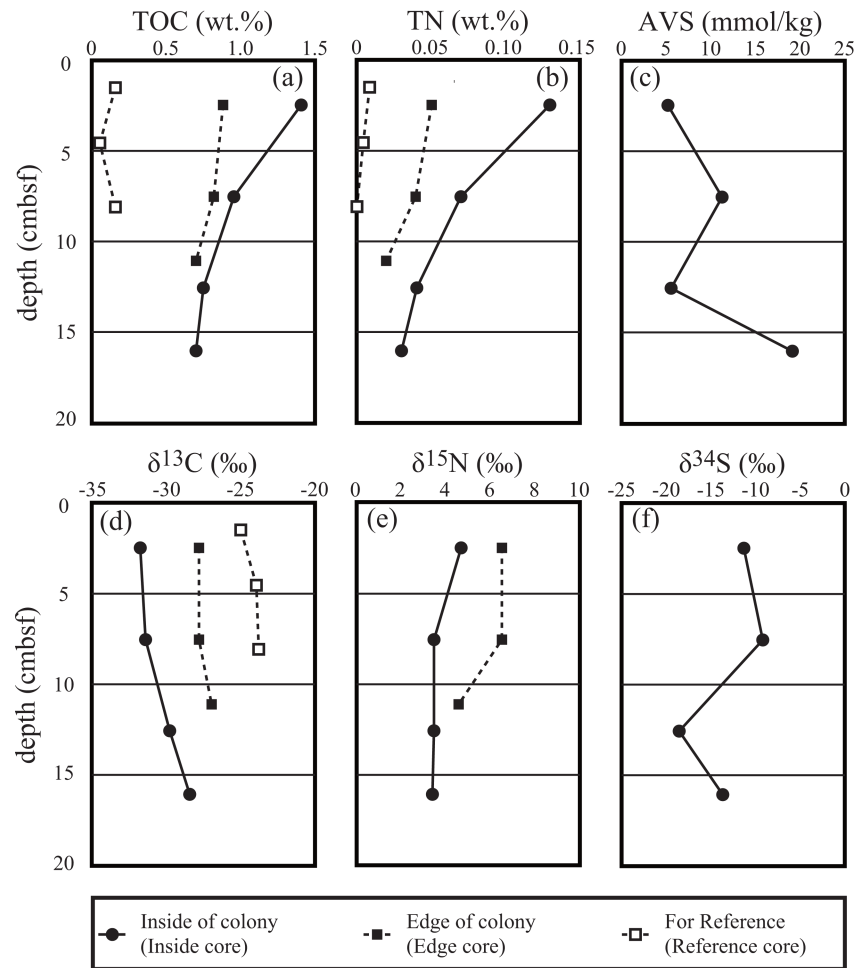 TOC (wt.%) TN (wt.%) AVS (mmol/kg)
0 0.5 1.0 1.5 0 0.05 0.10 0.15 0 5 10 15 20 25
(a) (b) (c)
0
5
10
15
20
depth (cmbsf)
δ13C (‰) δ15N (‰) δ34S (‰)
-35 -30 -25 -20 0 2 4 6 8 10 -25 -20 -15 -10 -5 0
(d) (e) (f)
0
5
10
15
20
depth (cmbsf)
Inside of colony
(Inside core)
Edge of colony
(Edge core)
For Reference
(Reference core)